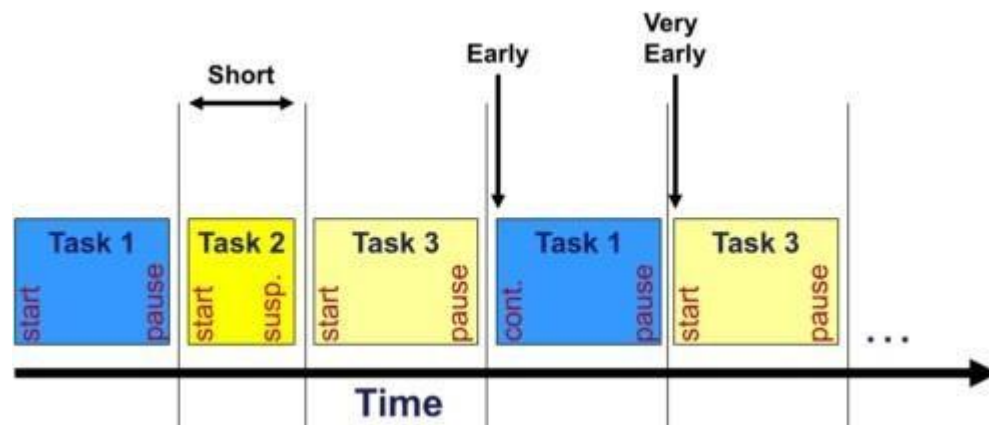 Short
Early
Very
Early
Task 1
start
pause
Task 2
start
susp.
Task 3
start
pause
Task 1
cont.
pause
Task 3
start
pause
...
Time